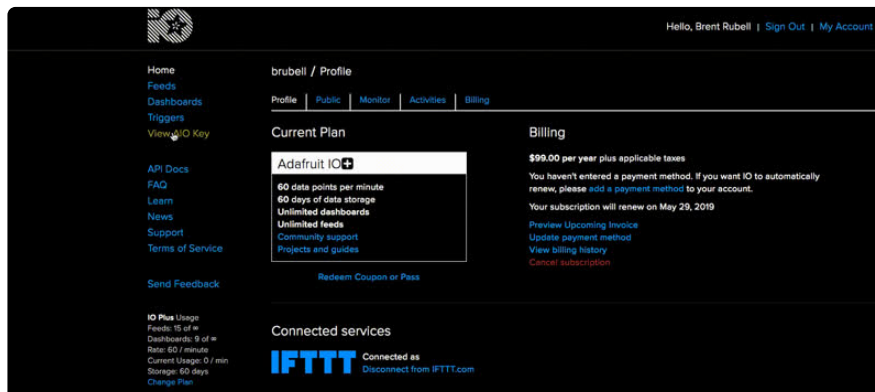 iO
Hello, Brent Rubell | Sign Out | My Account
Home
Feeds
Dashboards
Triggers
View AIO Key
API Docs
FAQ
Learn
News
Support
Terms of Service
Send Feedback
IO Plus Usage
Feeds: 15 of ∞
Dashboards: 9 of ∞
Rate: 60 / minute
Current Usage: 0 / min
Storage: 60 days
Change Plan
brubell / Profile
Profile | Public | Monitor | Activities | Billing
Current Plan
Adafruit IO+
60 data points per minute
60 days of data storage
Unlimited dashboards
Unlimited feeds
Community support
Projects and guides
Redeem Coupon or Pass
Billing
$99.00 per year plus applicable taxes
You haven't entered a payment method. If you want IO to automatically
renew, please add a payment method to your account.
Your subscription will renew on May 29, 2019
Preview Upcoming Invoice
Update payment method
View billing history
Cancel subscription
Connected services
IFTTT
Connected as
Disconnect from IFTTT.com